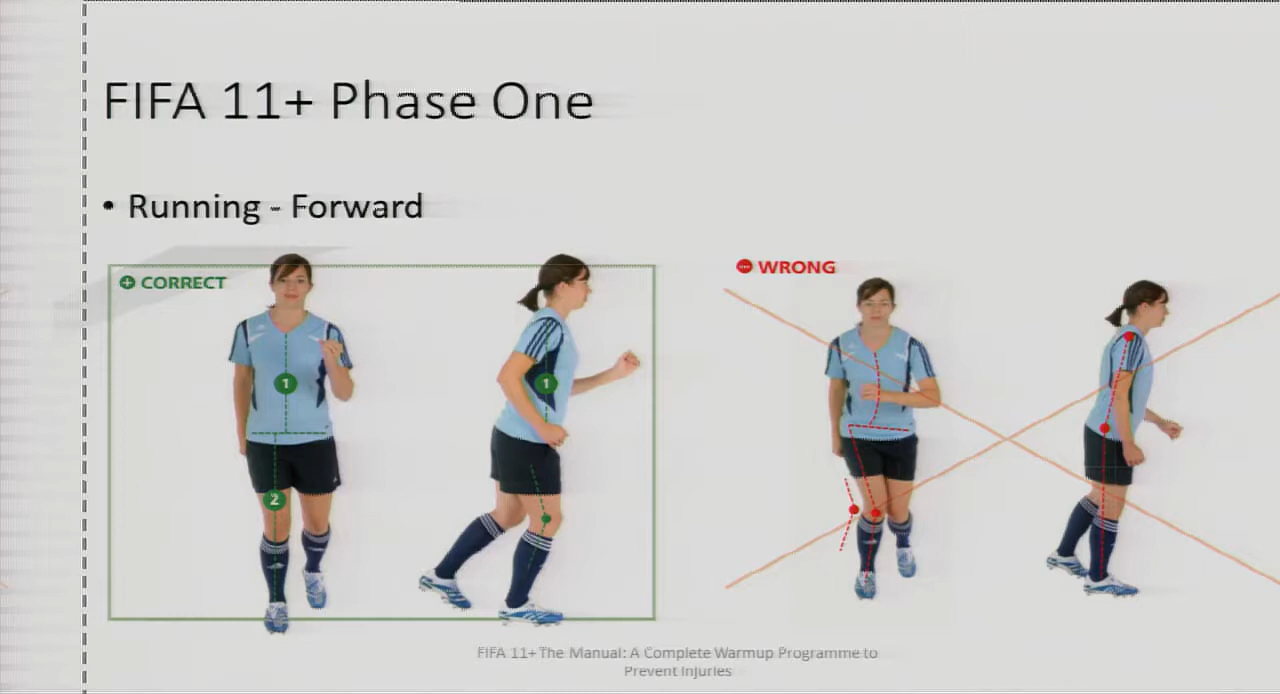 FIFA 11+ Phase One
• Running - Forward
CORRECT
WRONG
1
1
2
FIFA 11+ The Manual: A Complete Warmup Programme to
Prevent Injuries